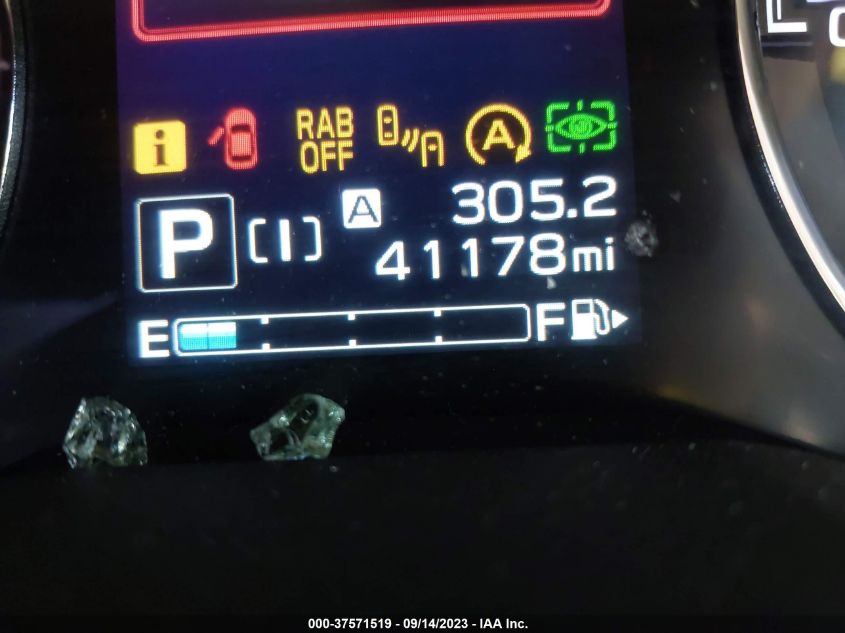 i RAB OFF A
P [I] A 305.2
41178mi
E F
000-37571519 - 09/14/2023 - IAA Inc.